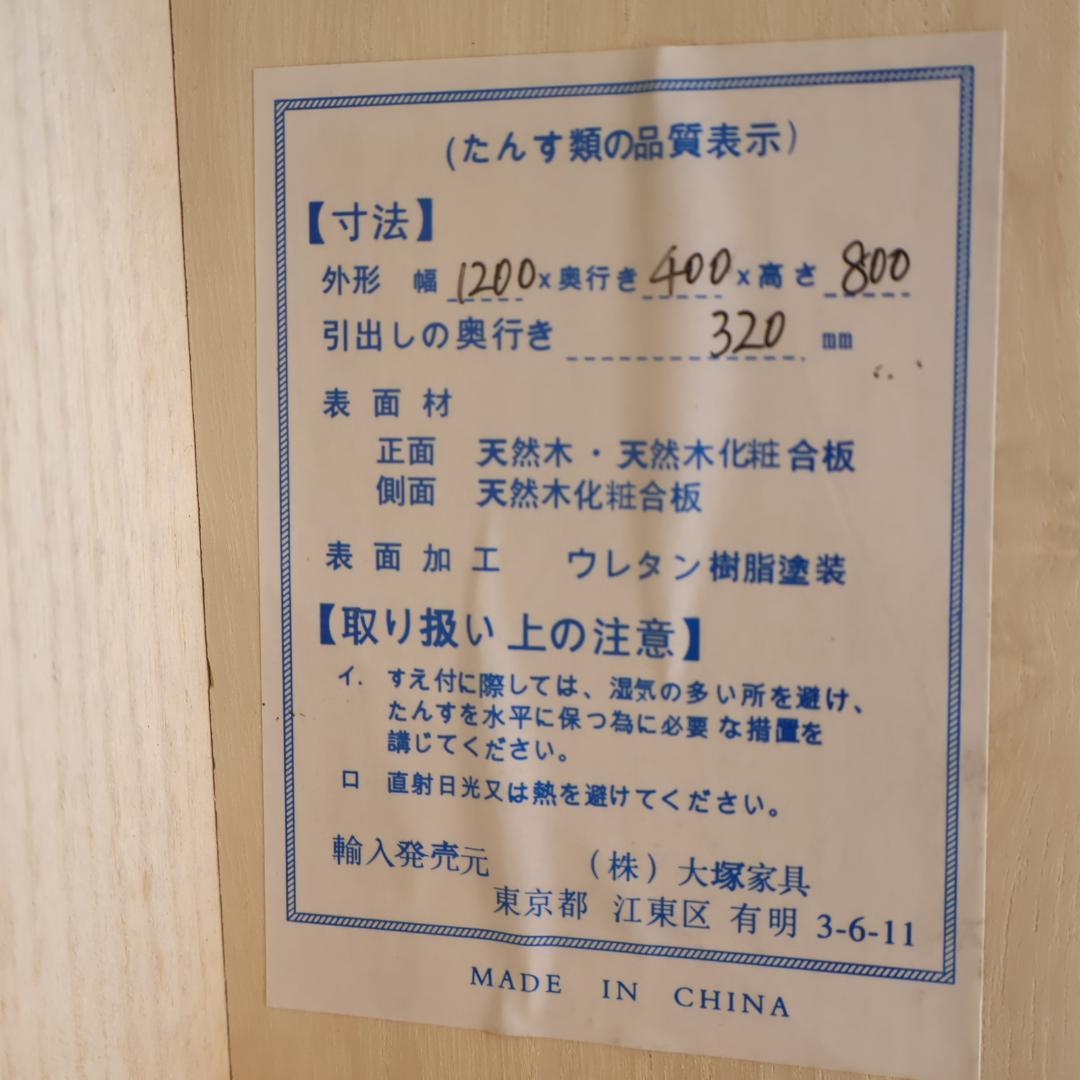 (たんす類の品質表示)
【寸法】
外形 幅 1200 x 奥行き 400 x 高さ 800
引出しの奥行き 320 mm
表面材
正面 天然木・天然木化粧合板
側面 天然木化粧合板
表面加工 ウレタン樹脂塗装
【取り扱い上の注意】
イ. すえ付に際しては、湿気の多い所を避け、
たんすを水平に保つ為に必要な措置を
講じてください。
ロ 直射日光又は熱を避けてください。
輸入発売元 (株)大塚家具
東京都 江東区 有明 3-6-11
MADE IN CHINA